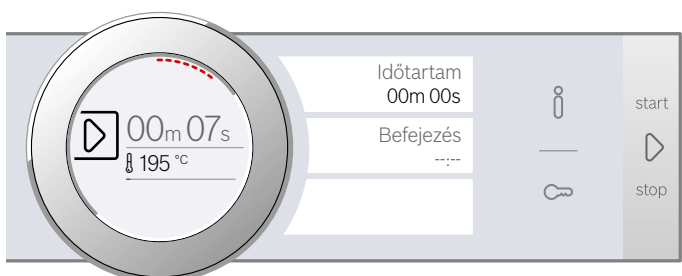 00m 07s
195 °C
Időtartam
00m 00s
Befejezés
--:--
start
stop